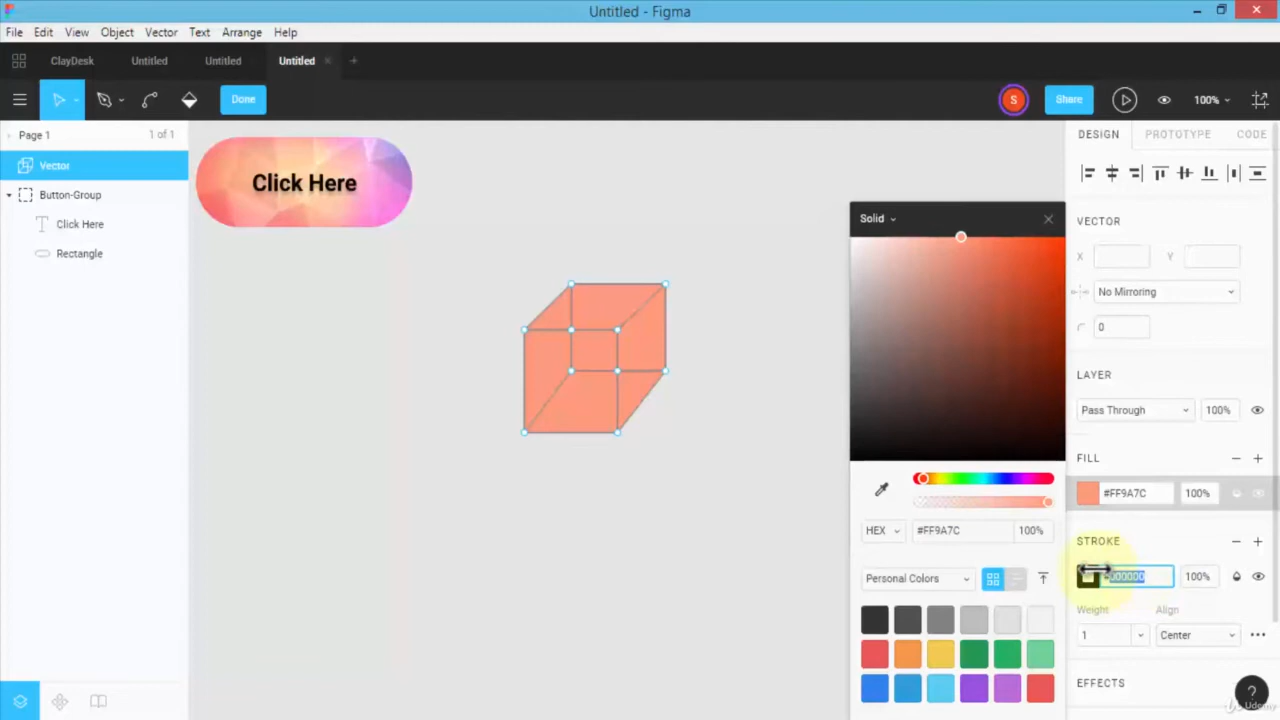 Untitled - Figma
File Edit View Object Vector Text Arrange Help
ClayDesk Untitled Untitled Untitled
Done S Share 100%
Page 1 1 of 1
DESIGN PROTOTYPE CODE
Vector
Button-Group
Click Here
Rectangle
Click Here
Solid
HEX #FF9A7C 100%
Personal Colors
VECTOR
X Y
No Mirroring
0
LAYER
Pass Through 100%
FILL
#FF9A7C 100%
STROKE
000000 100%
Weight Align
1 Center
EFFECTS
?
Udemy